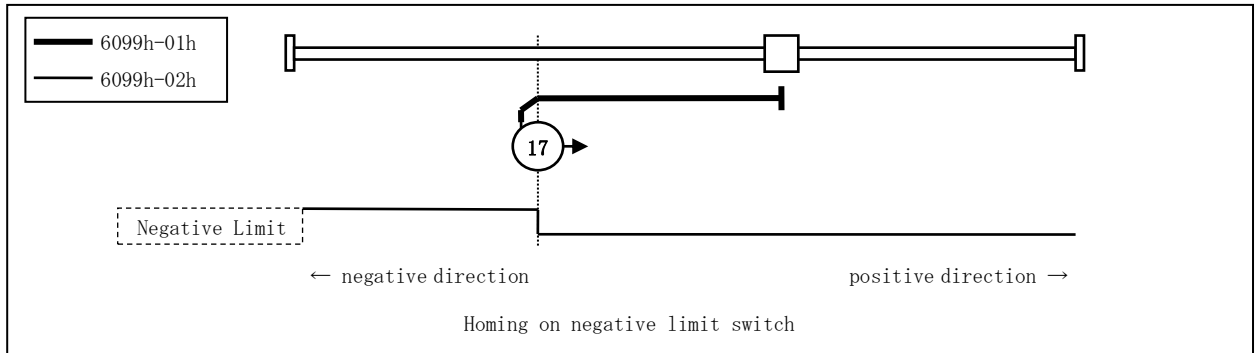 6099h-01h
6099h-02h
17
Negative Limit
← negative direction
positive direction →
Homing on negative limit switch